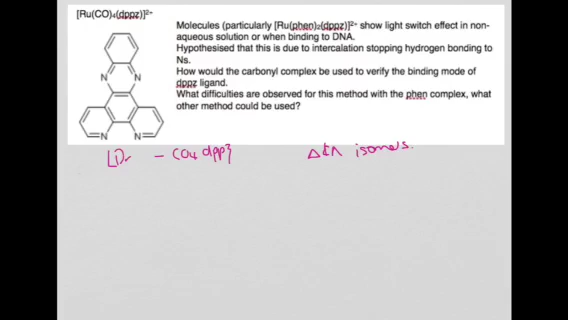 [Ru(CO)₄(dppz)]²⁺
Molecules (particularly [Ru(phen)₂(dppz)]²⁺ show light switch effect in non-
aqueous solution or when binding to DNA.
Hypothesised that this is due to intercalation stopping hydrogen bonding to
Ns.
How would the carbonyl complex be used to verify the binding mode of
dppz ligand.
What difficulties are observed for this method with the phen complex, what
other method could be used?
N N
N N
LDr – CO₄ dppz
Δ & Λ isomers.